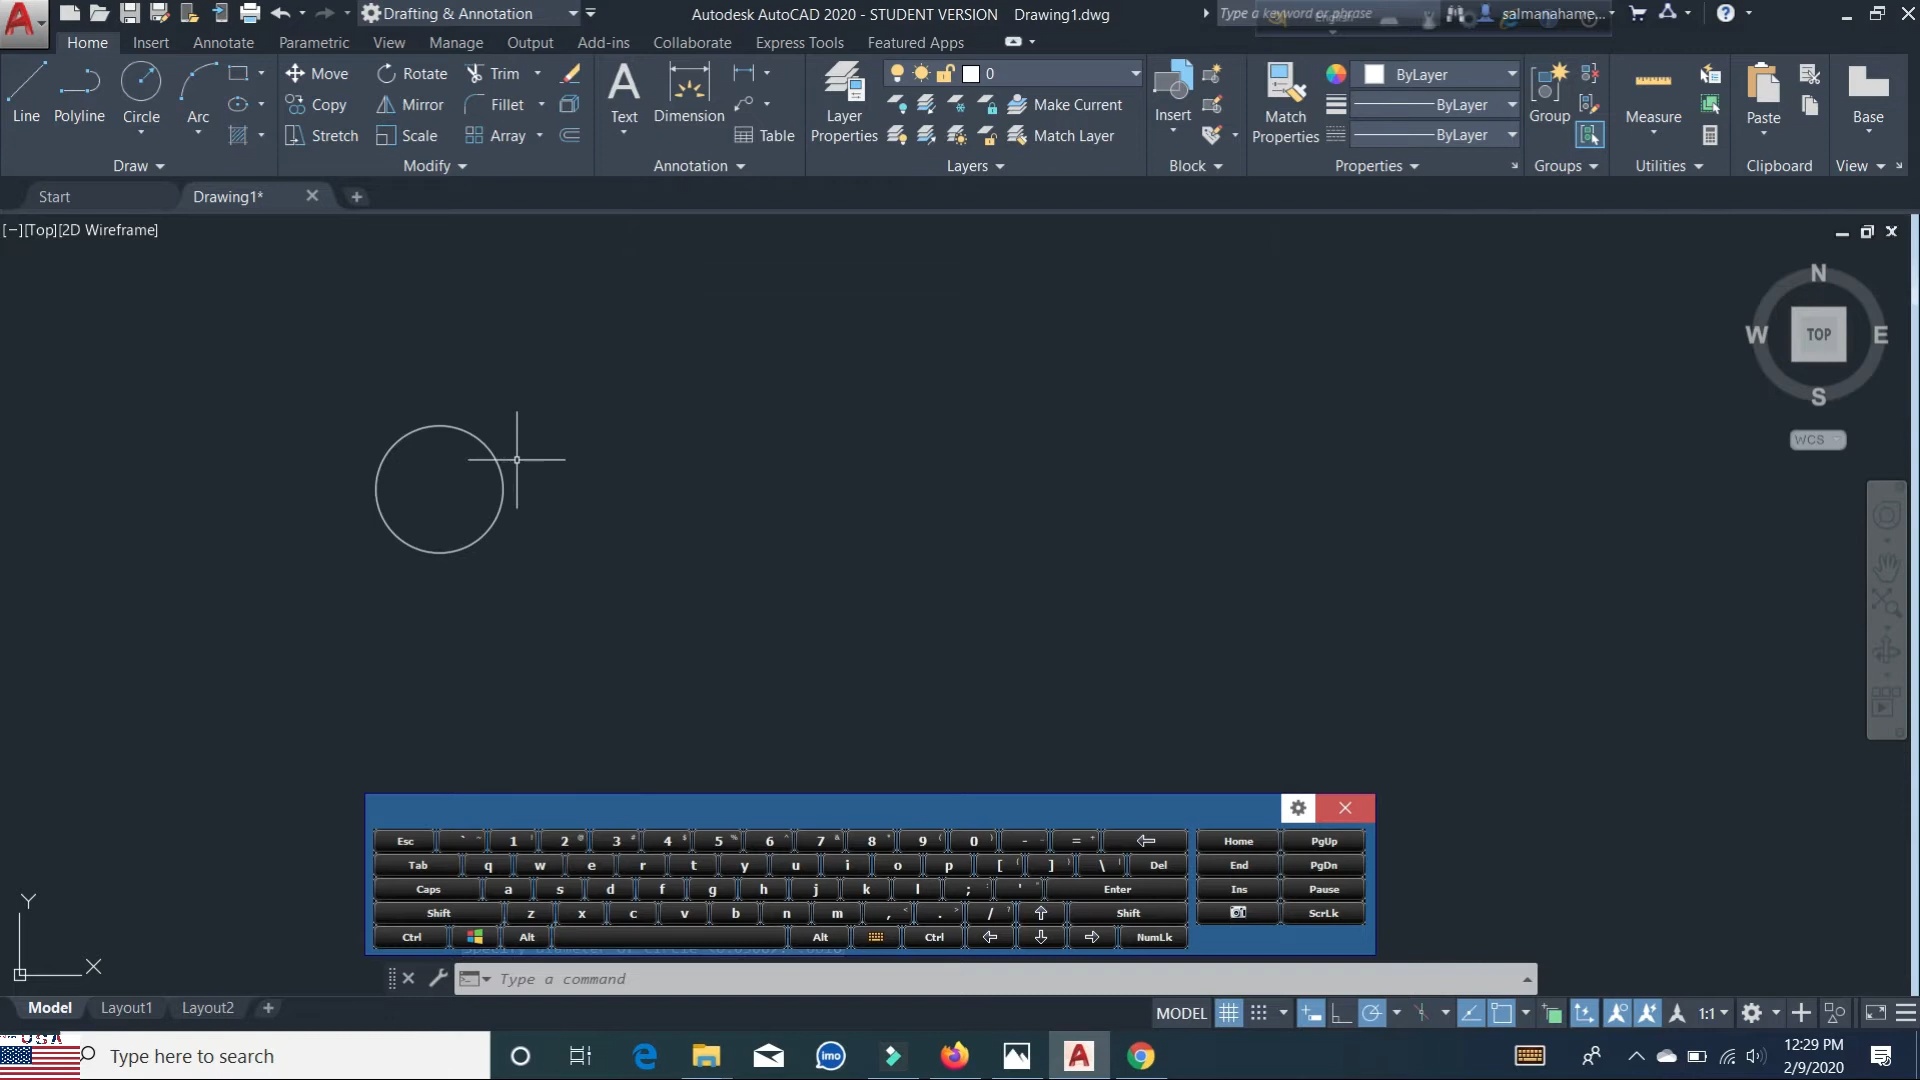 Drafting & Annotation
Autodesk AutoCAD 2020 - STUDENT VERSION Drawing1.dwg
Type a keyword or phrase
salmanahame...
Home Insert Annotate Parametric View Manage Output Add-ins Collaborate Express Tools Featured Apps
Line Polyline Circle Arc
Move Rotate Trim
Copy Mirror Fillet
Stretch Scale Array
Text Dimension Table
Layer Properties
0
Make Current
Match Layer
Insert
Match Properties
ByLayer
ByLayer
ByLayer
Group Measure Paste Base
Draw Modify Annotation Layers Block Properties Groups Utilities Clipboard View
Start Drawing1*
[−][Top][2D Wireframe]
N
W TOP E
S
WCS
Esc ` ~ 1 ! 2 @ 3 # 4 $ 5 % 6 ^ 7 & 8 * 9 ( 0 ) - = + Home PgUp
Tab q w e r t y u i o p [ ] \ Del End PgDn
Caps a s d f g h j k l ; ' Enter Ins Pause
Shift z x c v b n m , < . > / ? Shift ScrLk
Ctrl Alt Alt Ctrl NumLk
Y
X
Type a command
Model Layout1 Layout2
MODEL 1:1
USA
Type here to search
imo
12:29 PM
2/9/2020